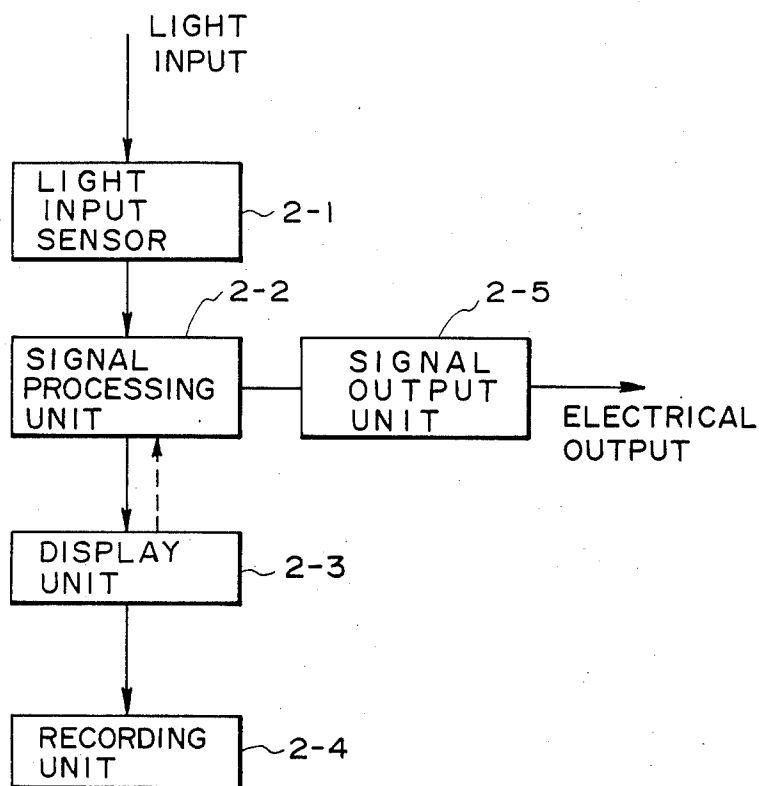 LIGHT
INPUT
LIGHT
INPUT
SENSOR
2-1
2-2
2-5
SIGNAL
PROCESSING
UNIT
SIGNAL
OUTPUT
UNIT
ELECTRICAL
OUTPUT
DISPLAY
UNIT
2-3
RECORDING
UNIT
2-4